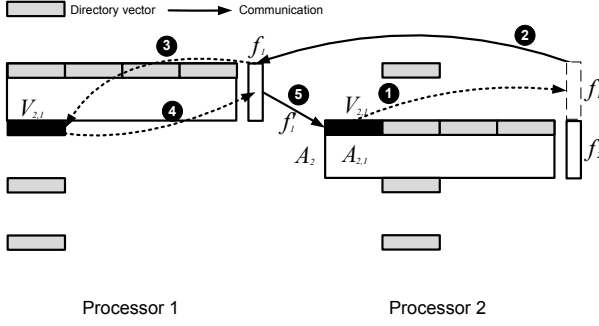 Directory vector
Communication
2
3
f₁
V₂,₁
4
5
f₁'
1
V₂,₁
f₁
A₂
A₂,₁
f₂
Processor 1
Processor 2